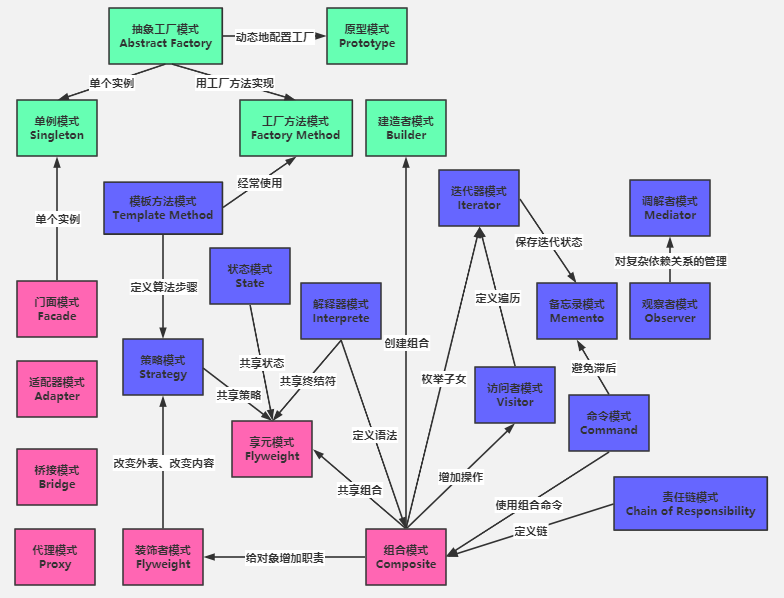 抽象工厂模式
Abstract Factory
动态地配置工厂
原型模式
Prototype
单个实例
用工厂方法实现
单例模式
Singleton
工厂方法模式
Factory Method
建造者模式
Builder
经常使用
模板方法模式
Template Method
迭代器模式
Iterator
调解者模式
Mediator
单个实例
保存迭代状态
对复杂依赖关系的管理
状态模式
State
定义算法步骤
门面模式
Facade
解释器模式
Interprete
定义遍历
备忘录模式
Memento
观察者模式
Observer
创建组合
策略模式
Strategy
共享状态
共享终结符
枚举子女
避免滞后
适配器模式
Adapter
共享策略
访问者模式
Visitor
命令模式
Command
享元模式
Flyweight
定义语法
改变外表、改变内容
桥接模式
Bridge
共享组合
增加操作
使用组合命令
责任链模式
Chain of Responsibility
定义链
代理模式
Proxy
装饰者模式
Flyweight
给对象增加职责
组合模式
Composite